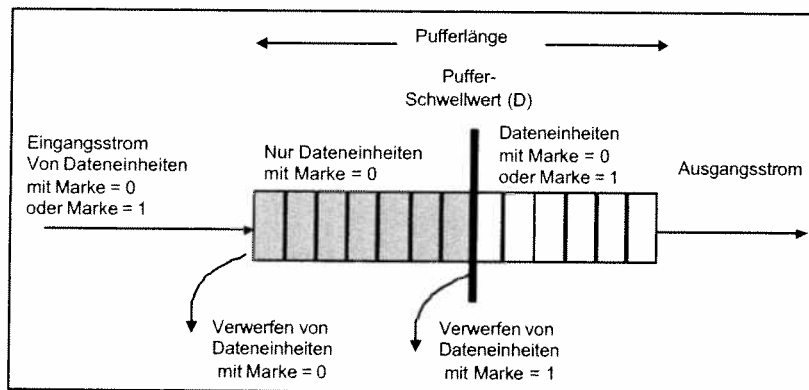 Pufferlänge
Puffer-
Schwellwert (D)
Eingangsstrom
Von Dateneinheiten
mit Marke = 0
oder Marke = 1
Nur Dateneinheiten
mit Marke = 0
Dateneinheiten
mit Marke = 0
oder Marke = 1
Ausgangsstrom
Verwerfen von
Dateneinheiten
mit Marke = 0
Verwerfen von
Dateneinheiten
mit Marke = 1